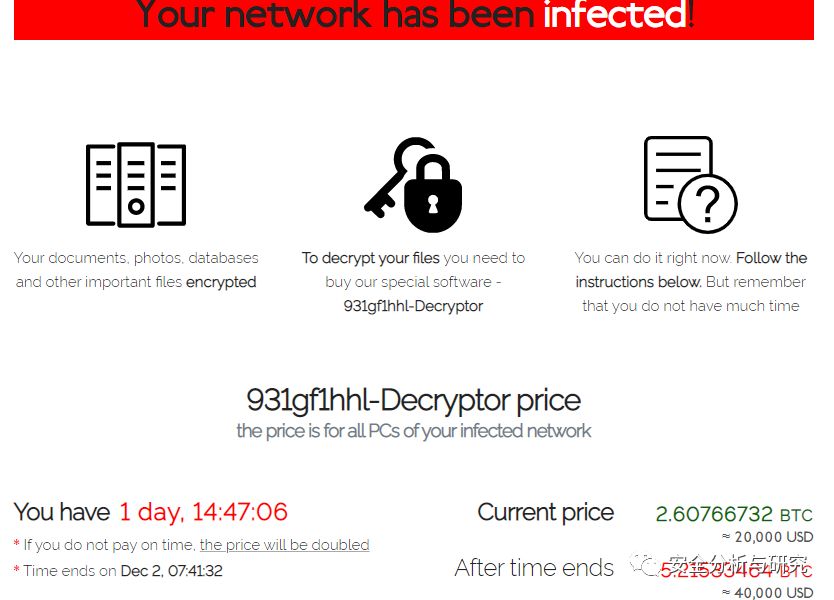 Your network has been infected!
Your documents, photos, databases
and other important files encrypted
To decrypt your files you need to
buy our special software -
931gf1hhl-Decryptor
You can do it right now. Follow the
instructions below. But remember
that you do not have much time
931gf1hhl-Decryptor price
the price is for all PCs of your infected network
You have 1 day, 14:47:06
* If you do not pay on time, the price will be doubled
* Time ends on Dec 2, 07:41:32
Current price 2.60766732 BTC
≈ 20,000 USD
After time ends 5.21533464 BTC
≈ 40,000 USD
安全分析与研究